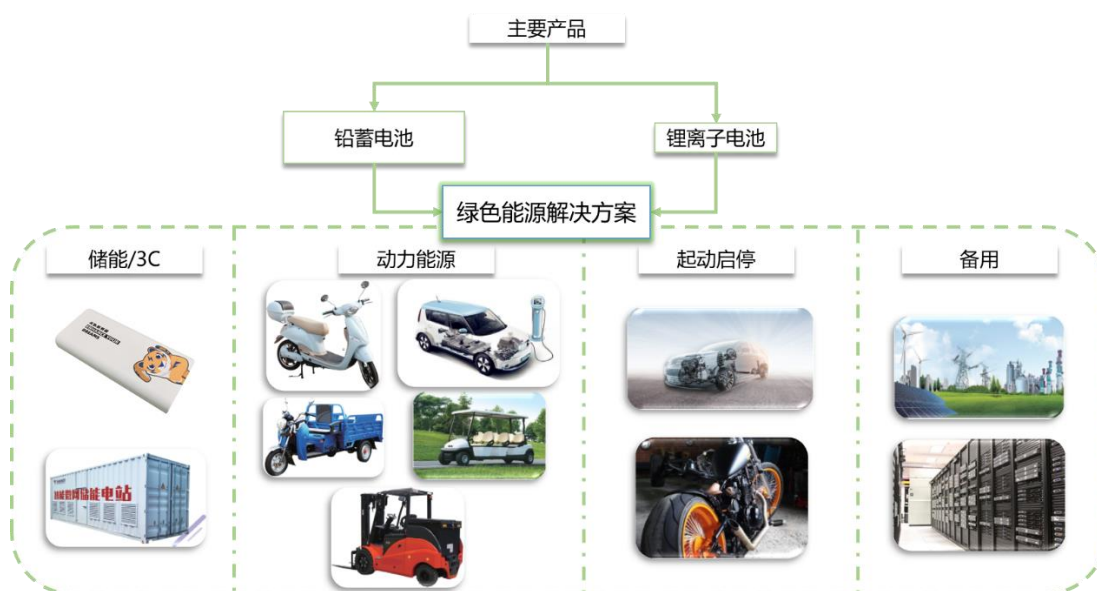 主要产品
铅蓄电池
锂离子电池
绿色能源解决方案
储能/3C
动力能源
起动启停
备用